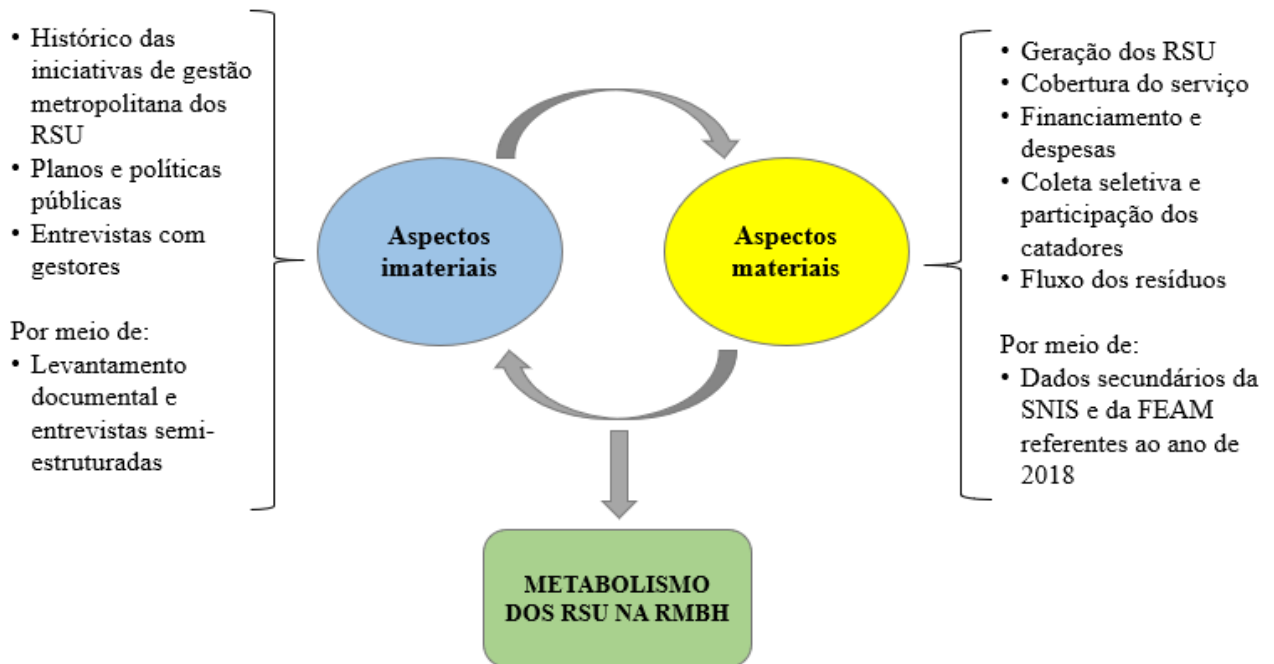 • Histórico das
iniciativas de gestão
metropolitana dos
RSU
• Planos e políticas
públicas
• Entrevistas com
gestores
Por meio de:
• Levantamento
documental e
entrevistas semi-
estruturadas
Aspectos
imateriais
Aspectos
materiais
• Geração dos RSU
• Cobertura do serviço
• Financiamento e
despesas
• Coleta seletiva e
participação dos
catadores
• Fluxo dos resíduos
Por meio de:
• Dados secundários da
SNIS e da FEAM
referentes ao ano de
2018
METABOLISMO
DOS RSU NA RMBH